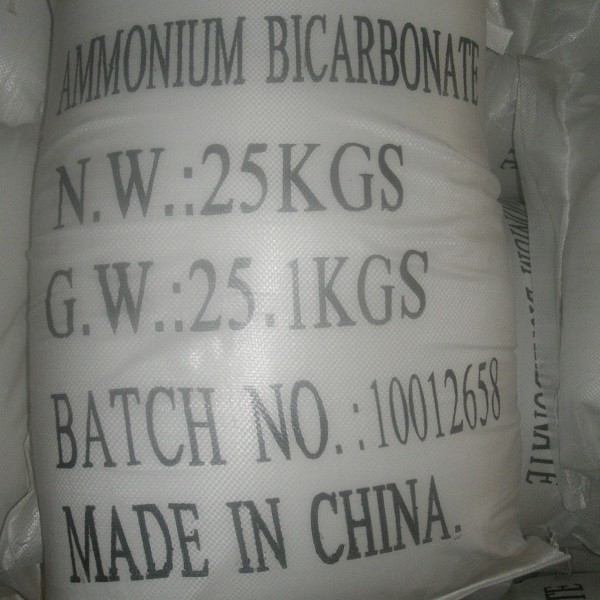 AMMONIUM BICARBONATE
N.W.:25KGS
G.W.:25.1KGS
BATCH NO.:10012658
MADE IN CHINA.